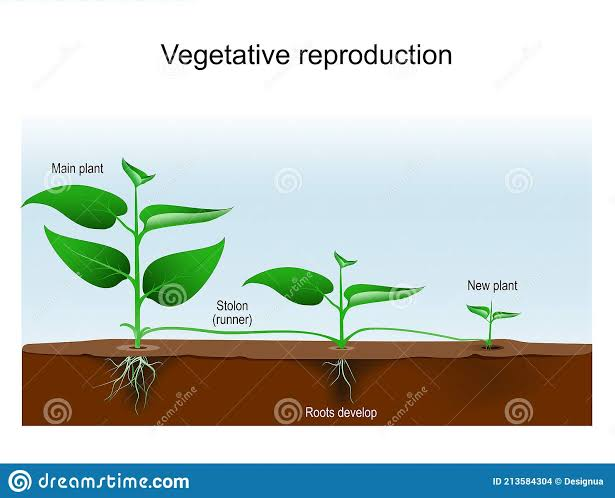 Vegetative reproduction
Main plant
Stolon
(runner)
New plant
Roots develop
dreamstime.com
ID 213584304 © Designua